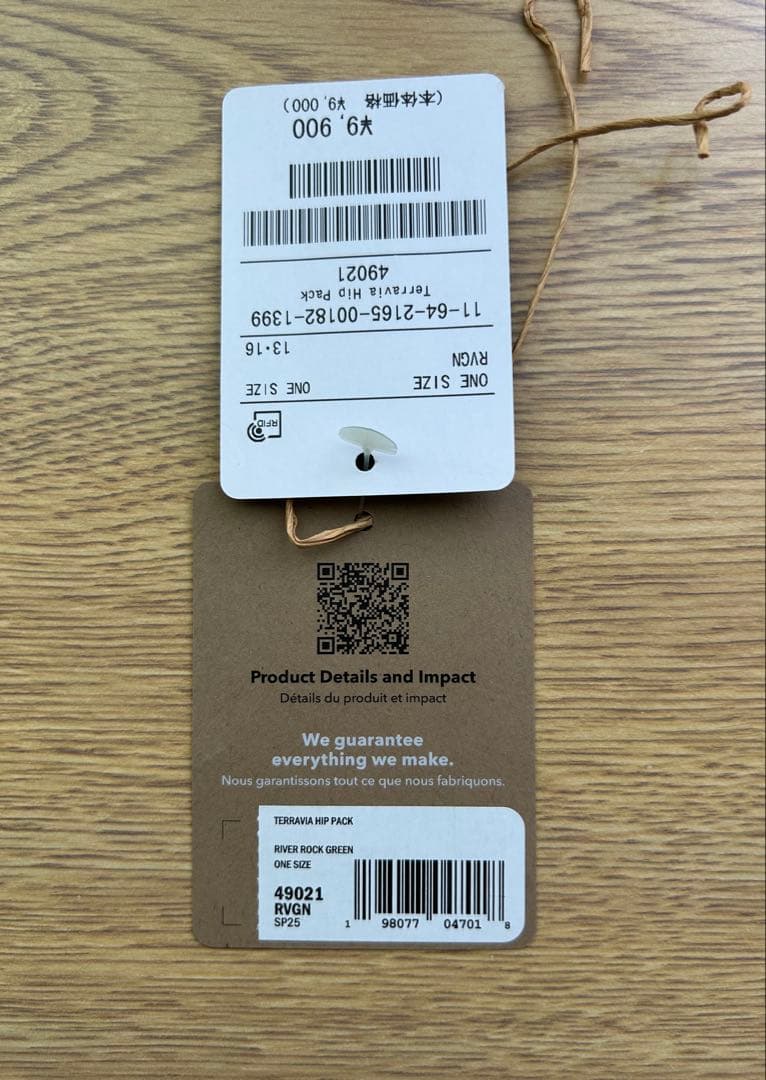 RFID
ONE SIZE ONE SIZE
RVGN 13・16
11-64-2165-00182-1399
Terravia Hip Pack
49021
¥9,900
(本体価格 ¥9,000)
Product Details and Impact
Détails du produit et impact
We guarantee
everything we make.
Nous garantissons tout ce que nous fabriquons.
TERRAVIA HIP PACK
RIVER ROCK GREEN
ONE SIZE
49021
RVGN
SP25
1 98077 04701 8